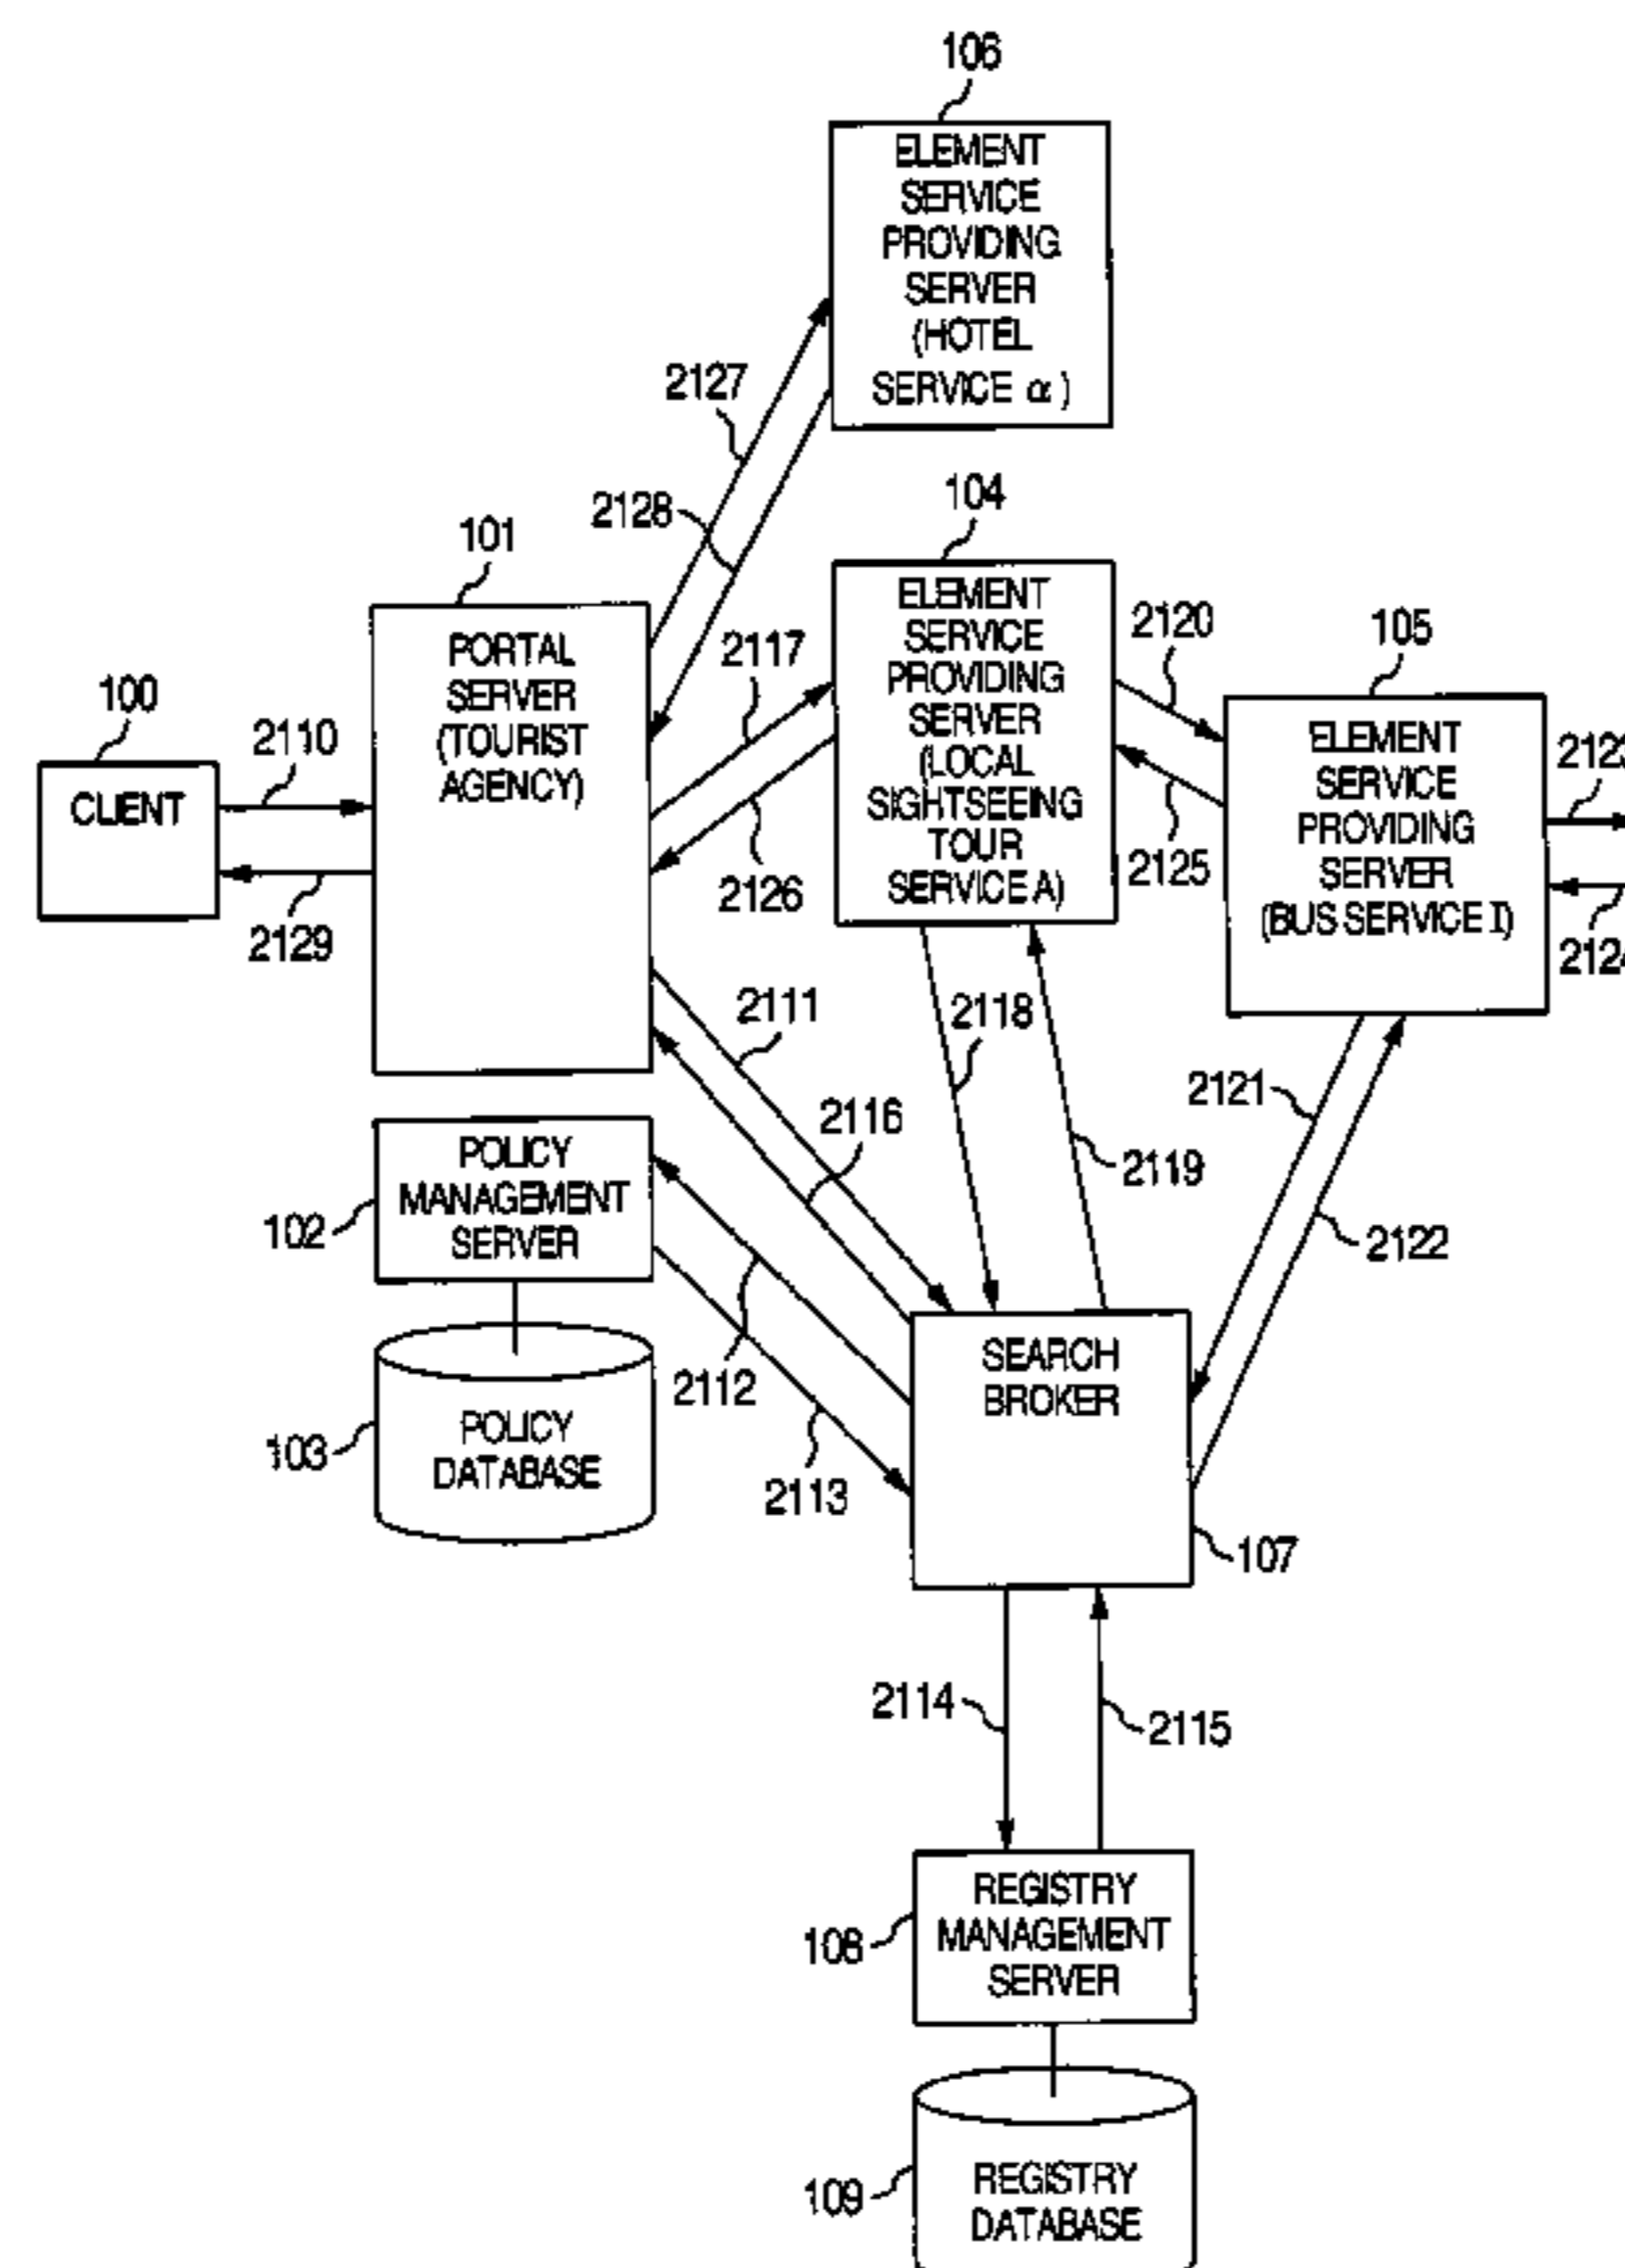 106
ELEMENT
SERVICE
PROVIDING
SERVER
(HOTEL
SERVICE α)
2127
2128
104
ELEMENT
SERVICE
PROVIDING
SERVER
(LOCAL
SIGHTSEEING
TOUR
SERVICE A)
101
PORTAL
SERVER
(TOURIST
AGENCY)
2117
2126
2120
2125
105
ELEMENT
SERVICE
PROVIDING
SERVER
(BUS SERVICE I)
2123
2124
100
CLIENT
2110
2129
2111
2116
2118
2119
2121
2122
POLICY
MANAGEMENT
SERVER
102
2112
2113
103
POLICY
DATABASE
SEARCH
BROKER
107
2114
2115
REGISTRY
MANAGEMENT
SERVER
108
109
REGISTRY
DATABASE